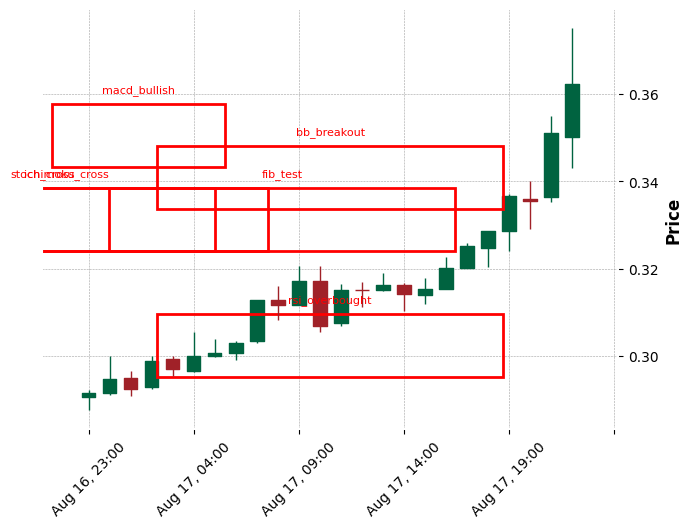 macd_bullish
bb_breakout
fib_test
0.36
0.34
0.32
0.30
Price
Aug 16, 23:00
Aug 17, 04:00
Aug 17, 09:00
Aug 17, 14:00
Aug 17, 19:00